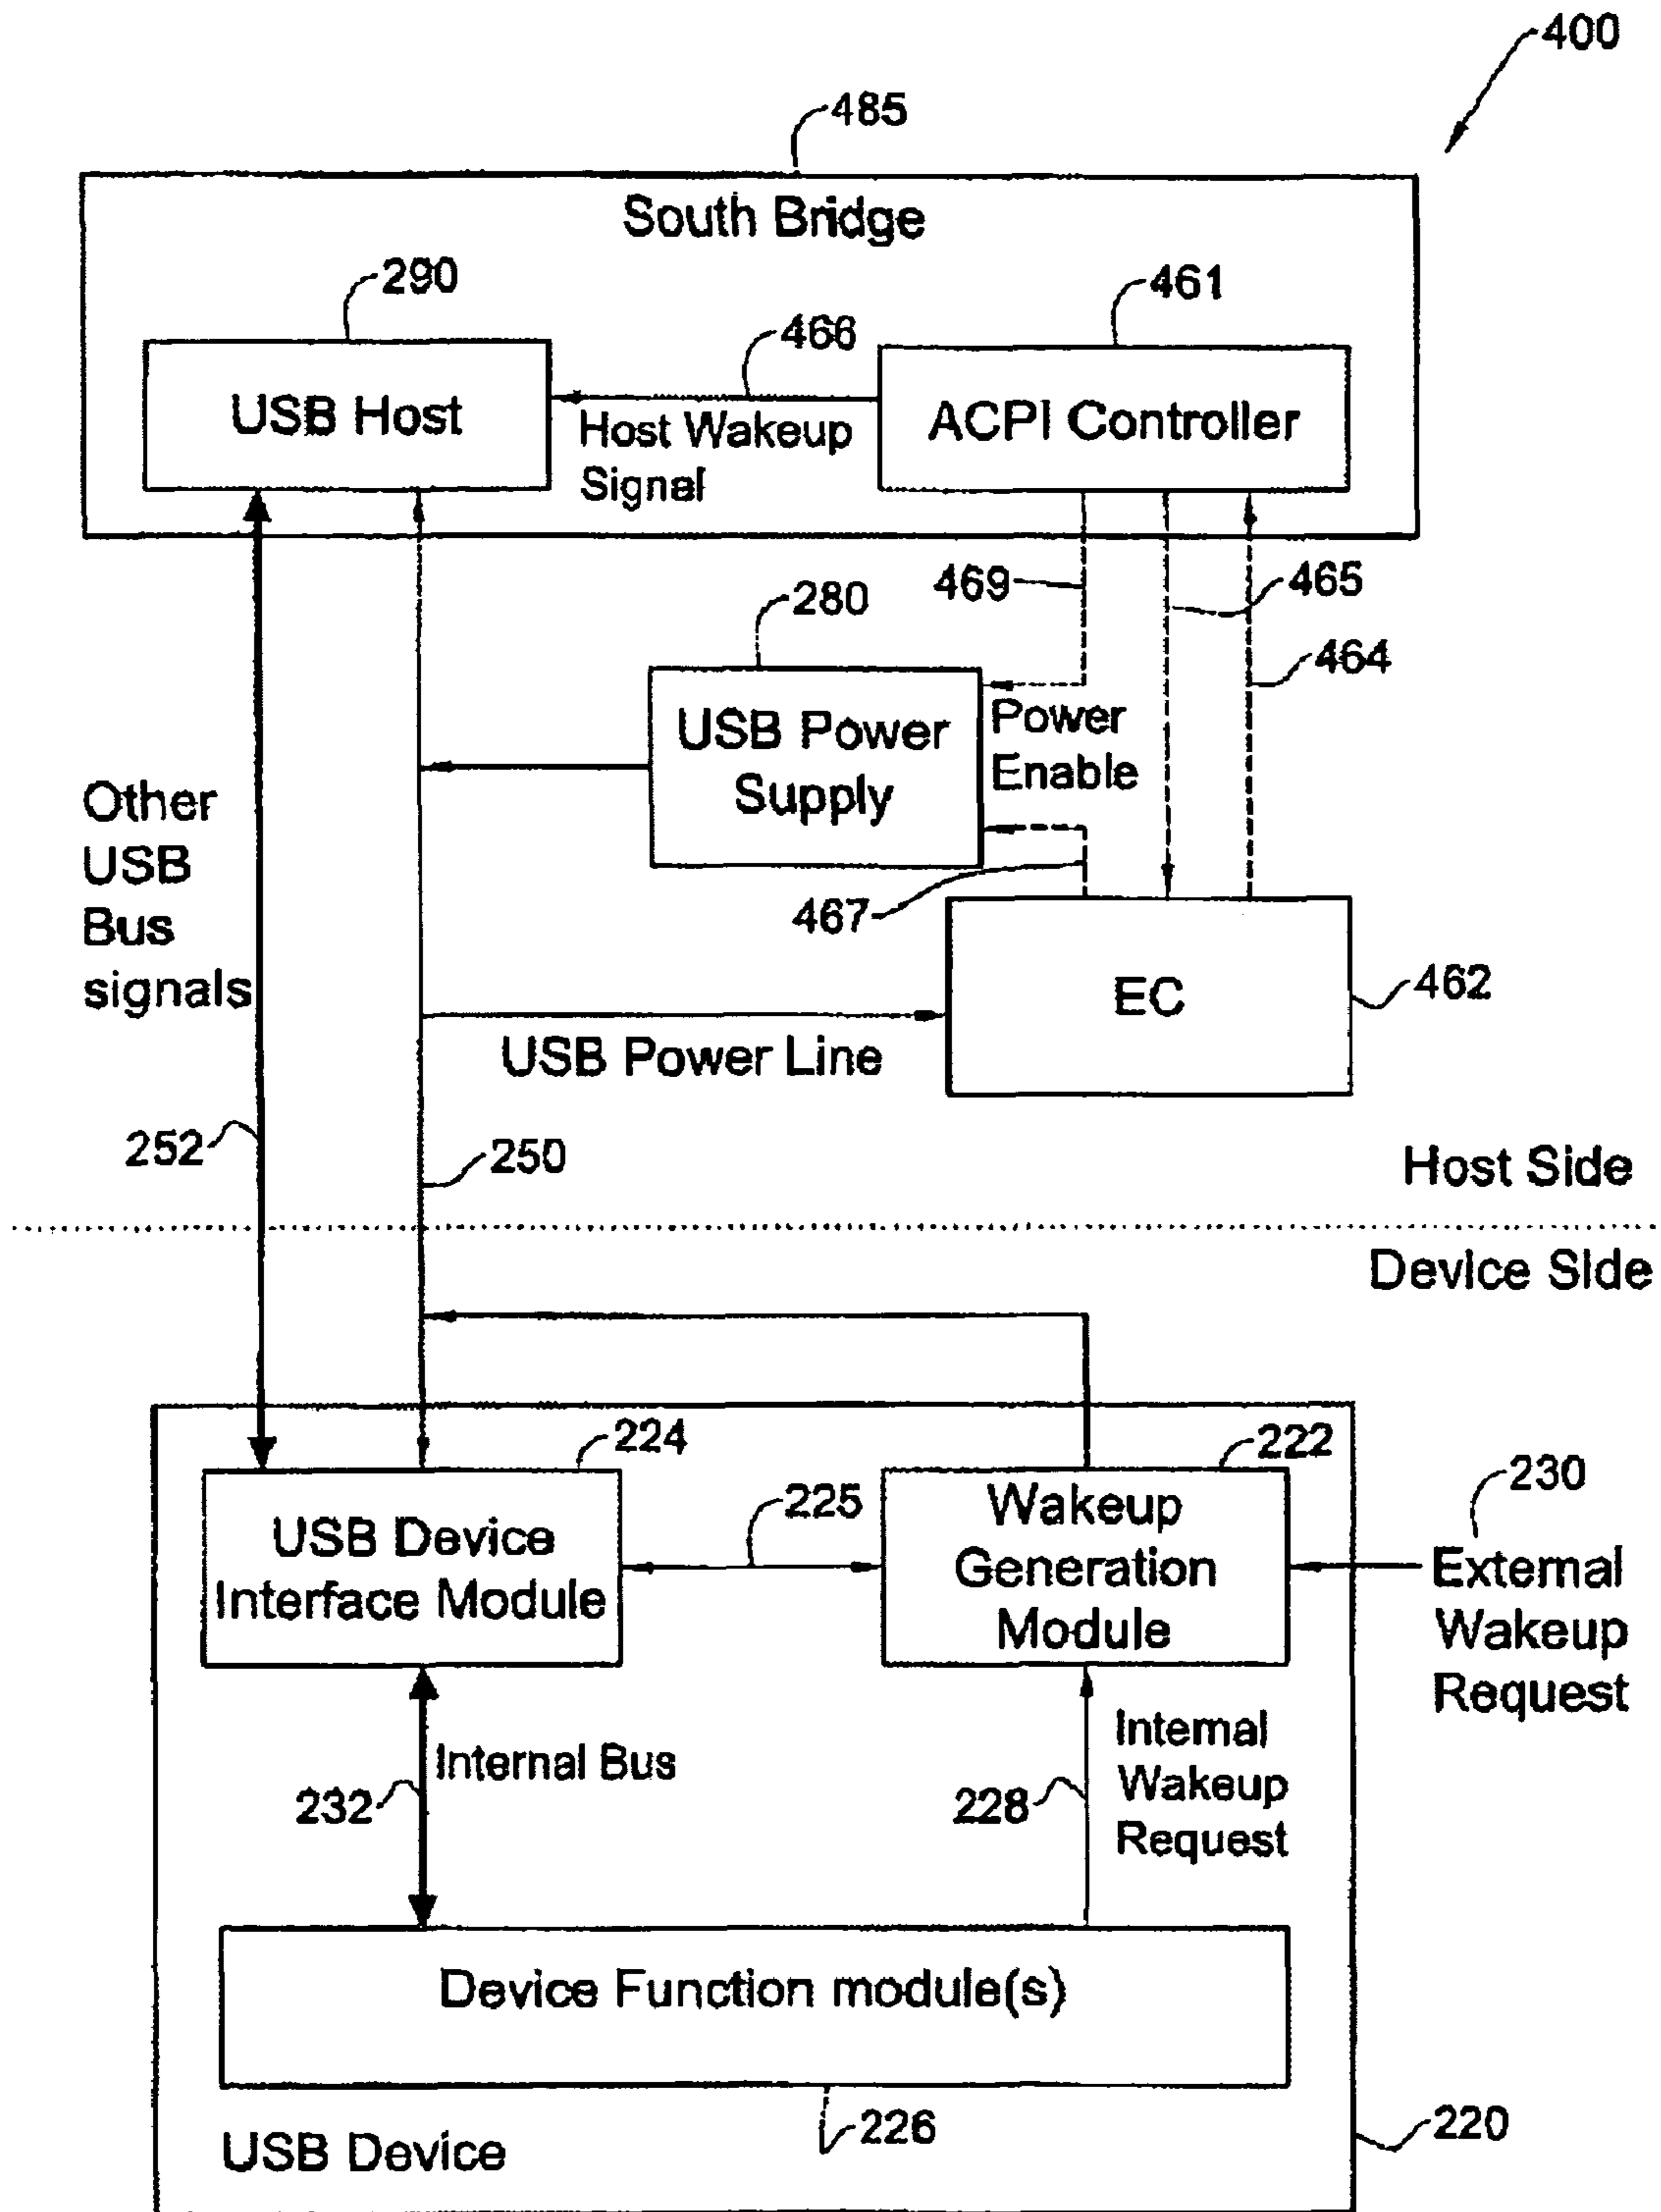 400
485
South Bridge
290
461
466
USB Host
ACPI Controller
Host Wakeup
Signal
469
465
280
464
USB Power
Supply
Power
Enable
Other
USB
Bus
signals
467
EC
462
USB Power Line
252
250
Host Side
Device Side
224
222
230
225
USB Device
Interface Module
Wakeup
Generation
Module
External
Wakeup
Request
Internal Bus
232
Internal
Wakeup
Request
228
Device Function module(s)
226
220
USB Device